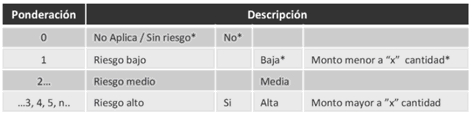 Ponderación Descripción
0 No Aplica / Sin riesgo* No*
1 Riesgo bajo Baja* Monto menor a "x" cantidad*
2... Riesgo medio Media
...3, 4, 5, n.. Riesgo alto Si Alta Monto mayor a "x" cantidad